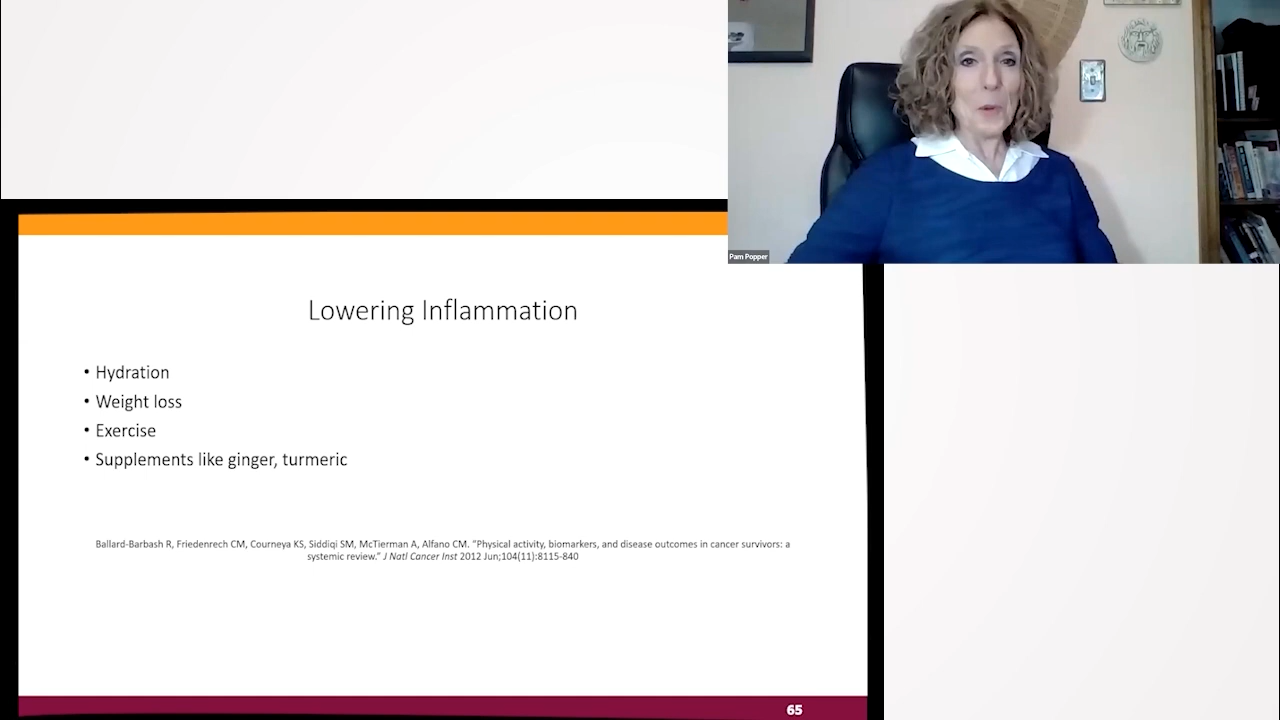 Pam Popper
Lowering Inflammation
• Hydration
• Weight loss
• Exercise
• Supplements like ginger, turmeric
Ballard-Barbash R, Friedenrech CM, Courneya KS, Siddiqi SM, McTierman A, Alfano CM. “Physical activity, biomarkers, and disease outcomes in cancer survivors: a
systemic review.” J Natl Cancer Inst 2012 Jun;104(11):8115-840
65